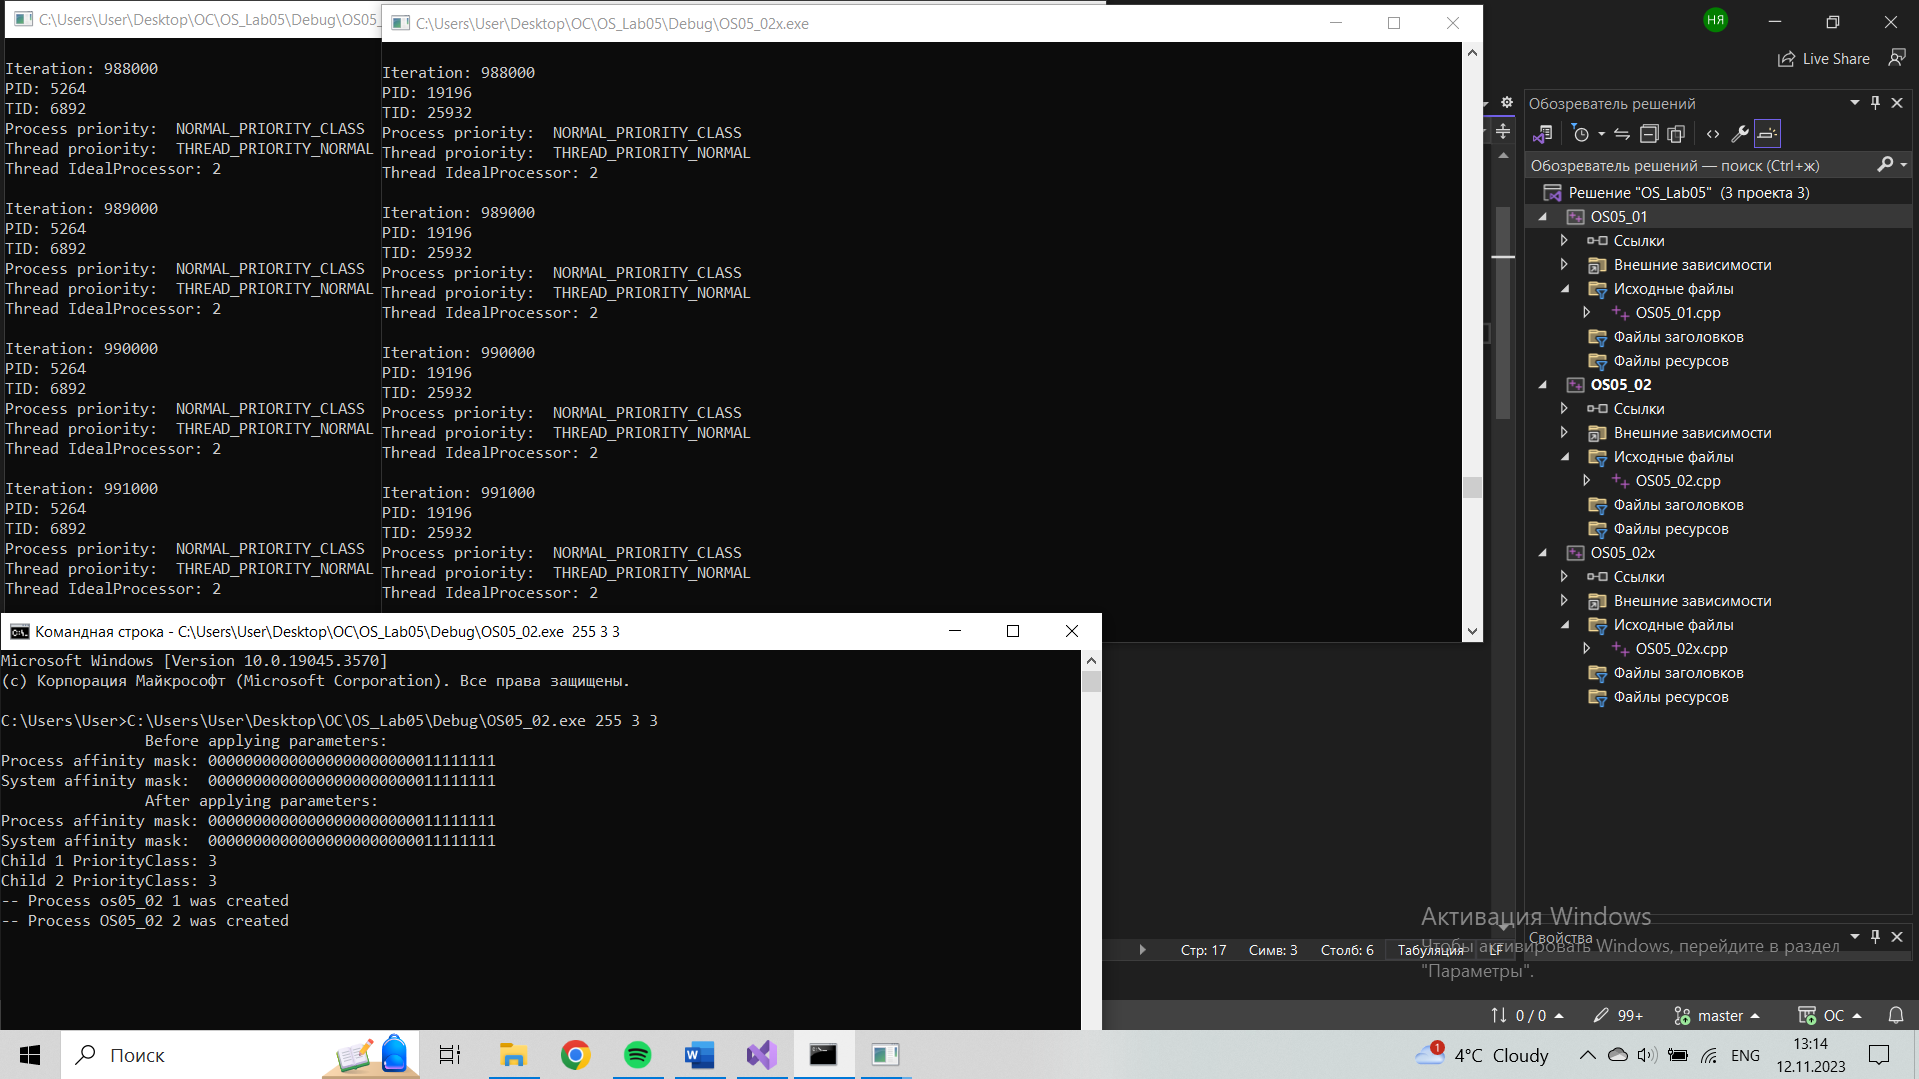 C:\Users\User\Desktop\OC\OS_Lab05\Debug\OS05_
Iteration: 988000
PID: 5264
TID: 6892
Process priority:  NORMAL_PRIORITY_CLASS
Thread proiority:  THREAD_PRIORITY_NORMAL
Thread IdealProcessor: 2
Iteration: 989000
PID: 5264
TID: 6892
Process priority:  NORMAL_PRIORITY_CLASS
Thread proiority:  THREAD_PRIORITY_NORMAL
Thread IdealProcessor: 2
Iteration: 990000
PID: 5264
TID: 6892
Process priority:  NORMAL_PRIORITY_CLASS
Thread proiority:  THREAD_PRIORITY_NORMAL
Thread IdealProcessor: 2
Iteration: 991000
PID: 5264
TID: 6892
Process priority:  NORMAL_PRIORITY_CLASS
Thread proiority:  THREAD_PRIORITY_NORMAL
Thread IdealProcessor: 2
C:\Users\User\Desktop\OC\OS_Lab05\Debug\OS05_02x.exe
Iteration: 988000
PID: 19196
TID: 25932
Process priority:  NORMAL_PRIORITY_CLASS
Thread proiority:  THREAD_PRIORITY_NORMAL
Thread IdealProcessor: 2
Iteration: 989000
PID: 19196
TID: 25932
Process priority:  NORMAL_PRIORITY_CLASS
Thread proiority:  THREAD_PRIORITY_NORMAL
Thread IdealProcessor: 2
Iteration: 990000
PID: 19196
TID: 25932
Process priority:  NORMAL_PRIORITY_CLASS
Thread proiority:  THREAD_PRIORITY_NORMAL
Thread IdealProcessor: 2
Iteration: 991000
PID: 19196
TID: 25932
Process priority:  NORMAL_PRIORITY_CLASS
Thread proiority:  THREAD_PRIORITY_NORMAL
Thread IdealProcessor: 2
Командная строка - C:\Users\User\Desktop\OC\OS_Lab05\Debug\OS05_02.exe  255 3 3
Microsoft Windows [Version 10.0.19045.3570]
(c) Корпорация Майкрософт (Microsoft Corporation). Все права защищены.
C:\Users\User>C:\Users\User\Desktop\OC\OS_Lab05\Debug\OS05_02.exe 255 3 3
Before applying parameters:
Process affinity mask: 00000000000000000000000011111111
System affinity mask:  00000000000000000000000011111111
After applying parameters:
Process affinity mask: 00000000000000000000000011111111
System affinity mask:  00000000000000000000000011111111
Child 1 PriorityClass: 3
Child 2 PriorityClass: 3
-- Process os05_02 1 was created
-- Process OS05_02 2 was created
НЯ
Live Share
Обозреватель решений
Обозреватель решений — поиск (Ctrl+ж)
Решение "OS_Lab05" (3 проекта 3)
OS05_01
Ссылки
Внешние зависимости
Исходные файлы
OS05_01.cpp
Файлы заголовков
Файлы ресурсов
OS05_02
Ссылки
Внешние зависимости
Исходные файлы
OS05_02.cpp
Файлы заголовков
Файлы ресурсов
OS05_02x
Ссылки
Внешние зависимости
Исходные файлы
OS05_02x.cpp
Файлы заголовков
Файлы ресурсов
Свойства
Активация Windows
Чтобы активировать Windows, перейдите в раздел
"Параметры".
Стр: 17 Симв: 3 Столб: 6 Табуляция LF
0 / 0 99+ master OC
Поиск
1
4°C Cloudy
ENG
13:14
12.11.2023